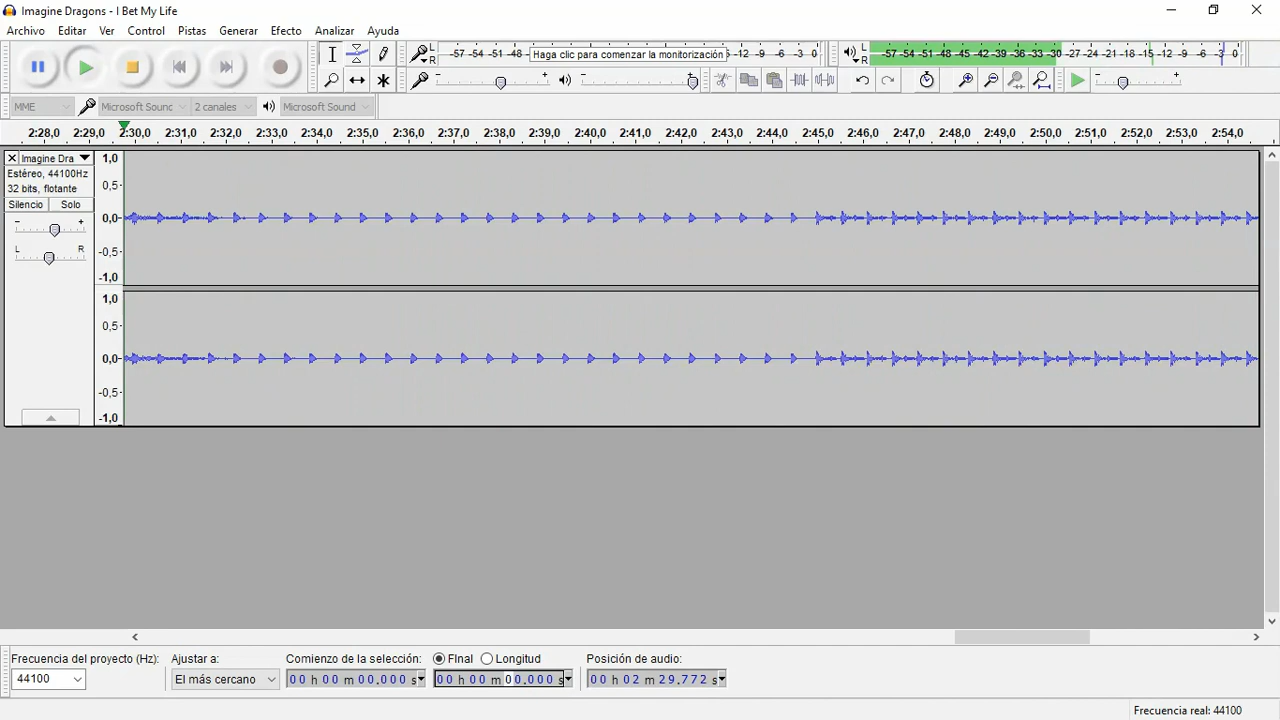 Imagine Dragons - I Bet My Life
Archivo Editar Ver Control Pistas Generar Efecto Analizar Ayuda
L R -57 -54 -51 -48 Haga clic para comenzar la monitorización -12 -9 -6 -3 0 L R -57 -54 -51 -48 -45 -42 -39 -36 -33 -30 -27 -24 -21 -18 -15 -12 -9 -6 -3 0
- + - + - +
MME Microsoft Sounc 2 canales Microsoft Sound
2:28,0 2:29,0 2:30,0 2:31,0 2:32,0 2:33,0 2:34,0 2:35,0 2:36,0 2:37,0 2:38,0 2:39,0 2:40,0 2:41,0 2:42,0 2:43,0 2:44,0 2:45,0 2:46,0 2:47,0 2:48,0 2:49,0 2:50,0 2:51,0 2:52,0 2:53,0 2:54,0
Imagine Dra
Estéreo, 44100Hz
32 bits, flotante
Silencio Solo
- +
L R
1,0
0,5
0,0
-0,5
-1,0
1,0
0,5
0,0
-0,5
-1,0
Frecuencia del proyecto (Hz): Ajustar a: Comienzo de la selección: FInal Longitud Posición de audio:
44100 El más cercano 00 h 00 m 00.000 s 00 h 00 m 00.000 s 00 h 02 m 29.772 s
Frecuencia real: 44100